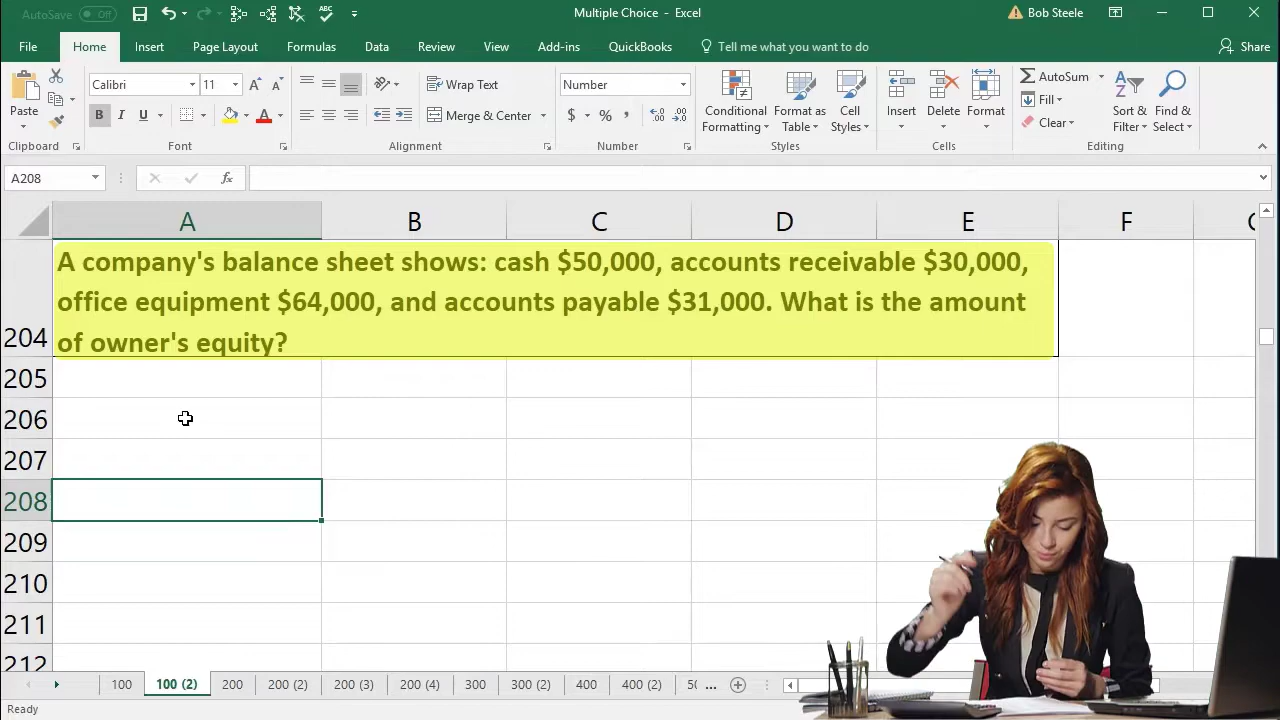 AutoSave Off
Multiple Choice - Excel
Bob Steele
File Home Insert Page Layout Formulas Data Review View Add-ins QuickBooks Tell me what you want to do Share
Calibri 11
Wrap Text
Number
AutoSum
Paste
B I U
Merge & Center
$ % ,
Conditional Formatting
Format as Table
Cell Styles
Insert
Delete
Format
Fill
Clear
Sort & Filter
Find & Select
Clipboard Font Alignment Number Styles Cells Editing
A208
fx
A B C D E F
A company's balance sheet shows: cash $50,000, accounts receivable $30,000,
office equipment $64,000, and accounts payable $31,000. What is the amount
204 of owner's equity?
205
206
207
208
209
210
211
212
100 100 (2) 200 200 (2) 200 (3) 200 (4) 300 300 (2) 400 400 (2) ...
Ready